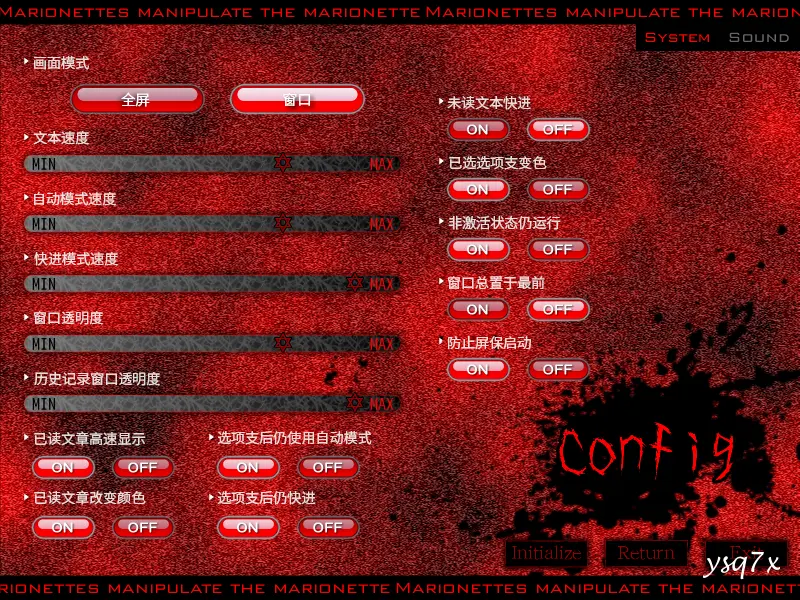 MARIONETTES MANIPULATE THE MARIONETTE MARIONETTES MANIPULATE THE MARION
SYSTEM SOUND
画面模式
全屏 窗口
文本速度
MIN MAX
自动模式速度
MIN MAX
快进模式速度
MIN MAX
窗口透明度
MIN MAX
历史记录窗口透明度
MIN MAX
已读文章高速显示
ON OFF
已读文章改变颜色
ON OFF
选项支后仍使用自动模式
ON OFF
选项支后仍快进
ON OFF
未读文本快进
ON OFF
已选选项支变色
ON OFF
非激活状态仍运行
ON OFF
窗口总置于最前
ON OFF
防止屏保启动
ON OFF
Config
Initialize Return
ysq7x
RIONETTES MANIPULATE THE MARIONETTE MARIONETTES MANIPULATE THE MARIONETT